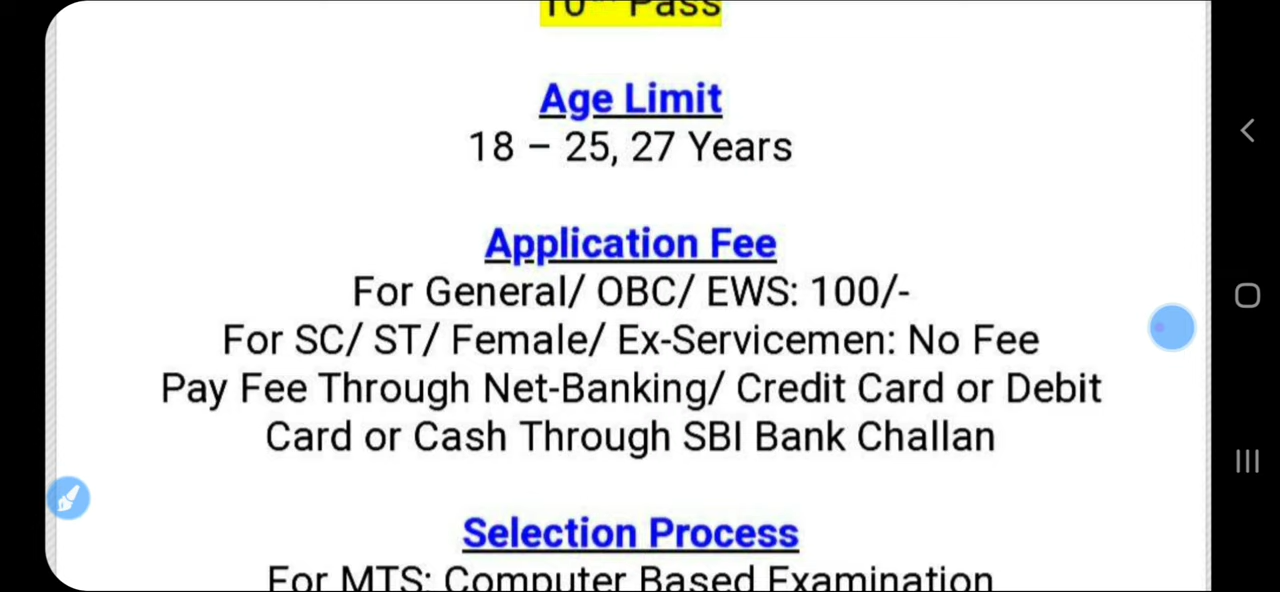 10th Pass
Age Limit
18 – 25, 27 Years
Application Fee
For General/ OBC/ EWS: 100/-
For SC/ ST/ Female/ Ex-Servicemen: No Fee
Pay Fee Through Net-Banking/ Credit Card or Debit
Card or Cash Through SBI Bank Challan
Selection Process
For MTS: Computer Based Examination